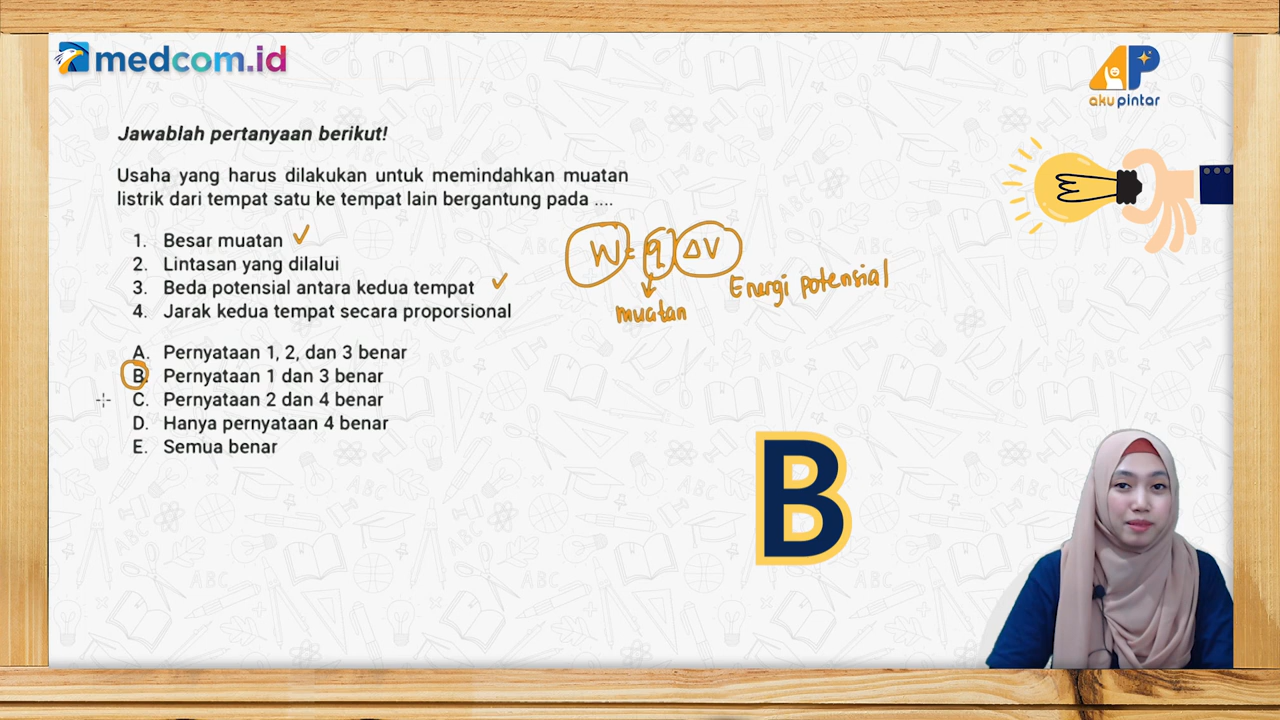 medcom.id
aku pintar
Jawablah pertanyaan berikut!
Usaha yang harus dilakukan untuk memindahkan muatan
listrik dari tempat satu ke tempat lain bergantung pada ....
1. Besar muatan ✓
2. Lintasan yang dilalui
3. Beda potensial antara kedua tempat ✓
4. Jarak kedua tempat secara proporsional
W = q ΔV
muatan
Energi potensial
A. Pernyataan 1, 2, dan 3 benar
B. Pernyataan 1 dan 3 benar
C. Pernyataan 2 dan 4 benar
D. Hanya pernyataan 4 benar
E. Semua benar
B